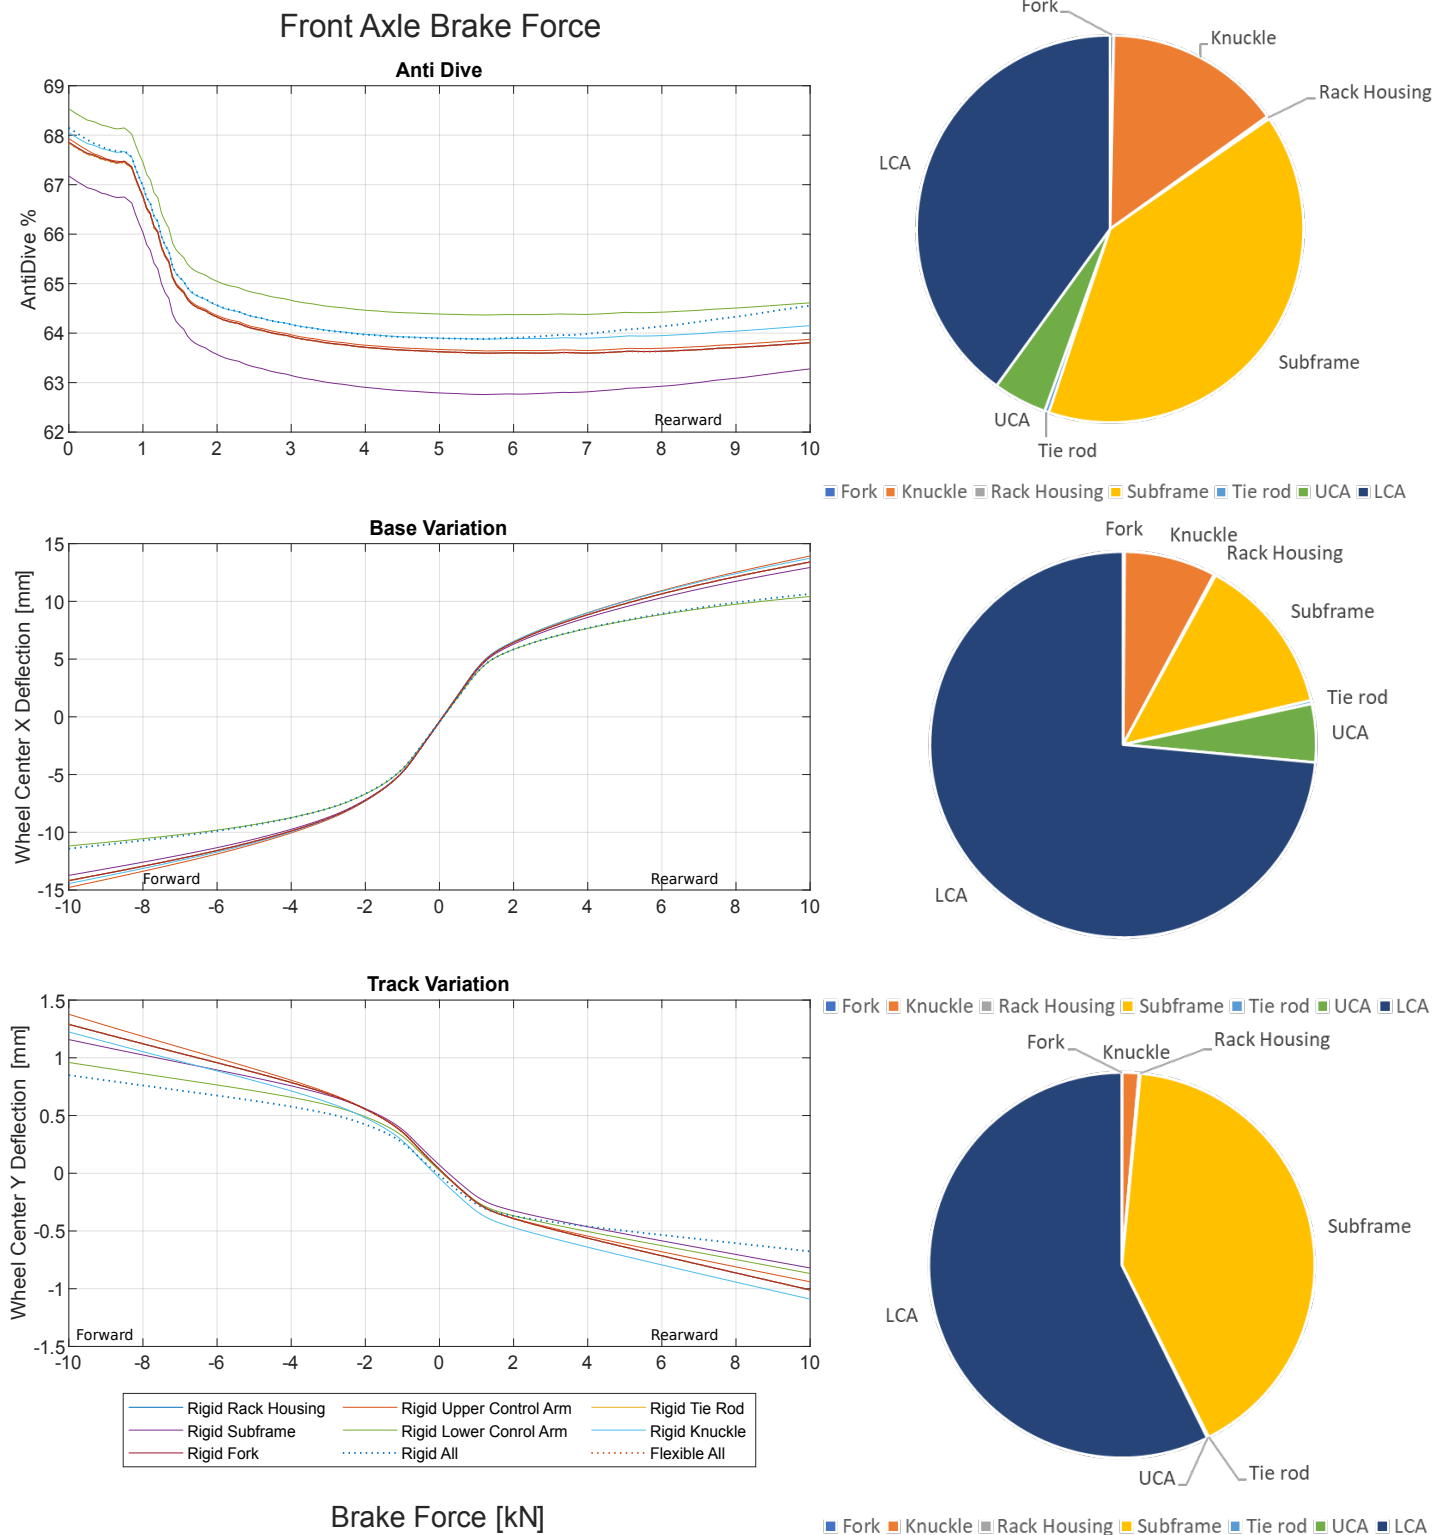 Front Axle Brake Force
Anti Dive
69
68
67
66
65
64
63
62
AntiDive %
Rearward
0 1 2 3 4 5 6 7 8 9 10
Fork
Knuckle
Rack Housing
LCA
Subframe
UCA
Tie rod
Fork Knuckle Rack Housing Subframe Tie rod UCA LCA
Base Variation
15
10
5
0
-5
-10
-15
Wheel Center X Deflection [mm]
Forward Rearward
-10 -8 -6 -4 -2 0 2 4 6 8 10
Fork
Knuckle
Rack Housing
Subframe
Tie rod
UCA
LCA
Fork Knuckle Rack Housing Subframe Tie rod UCA LCA
Track Variation
1.5
1
0.5
0
-0.5
-1
-1.5
Wheel Center Y Deflection [mm]
Forward Rearward
-10 -8 -6 -4 -2 0 2 4 6 8 10
Fork
Knuckle
Rack Housing
Subframe
LCA
UCA
Tie rod
Rigid Rack Housing Rigid Upper Control Arm Rigid Tie Rod
Rigid Subframe Rigid Lower Conrol Arm Rigid Knuckle
Rigid Fork Rigid All Flexible All
Brake Force [kN]
Fork Knuckle Rack Housing Subframe Tie rod UCA LCA